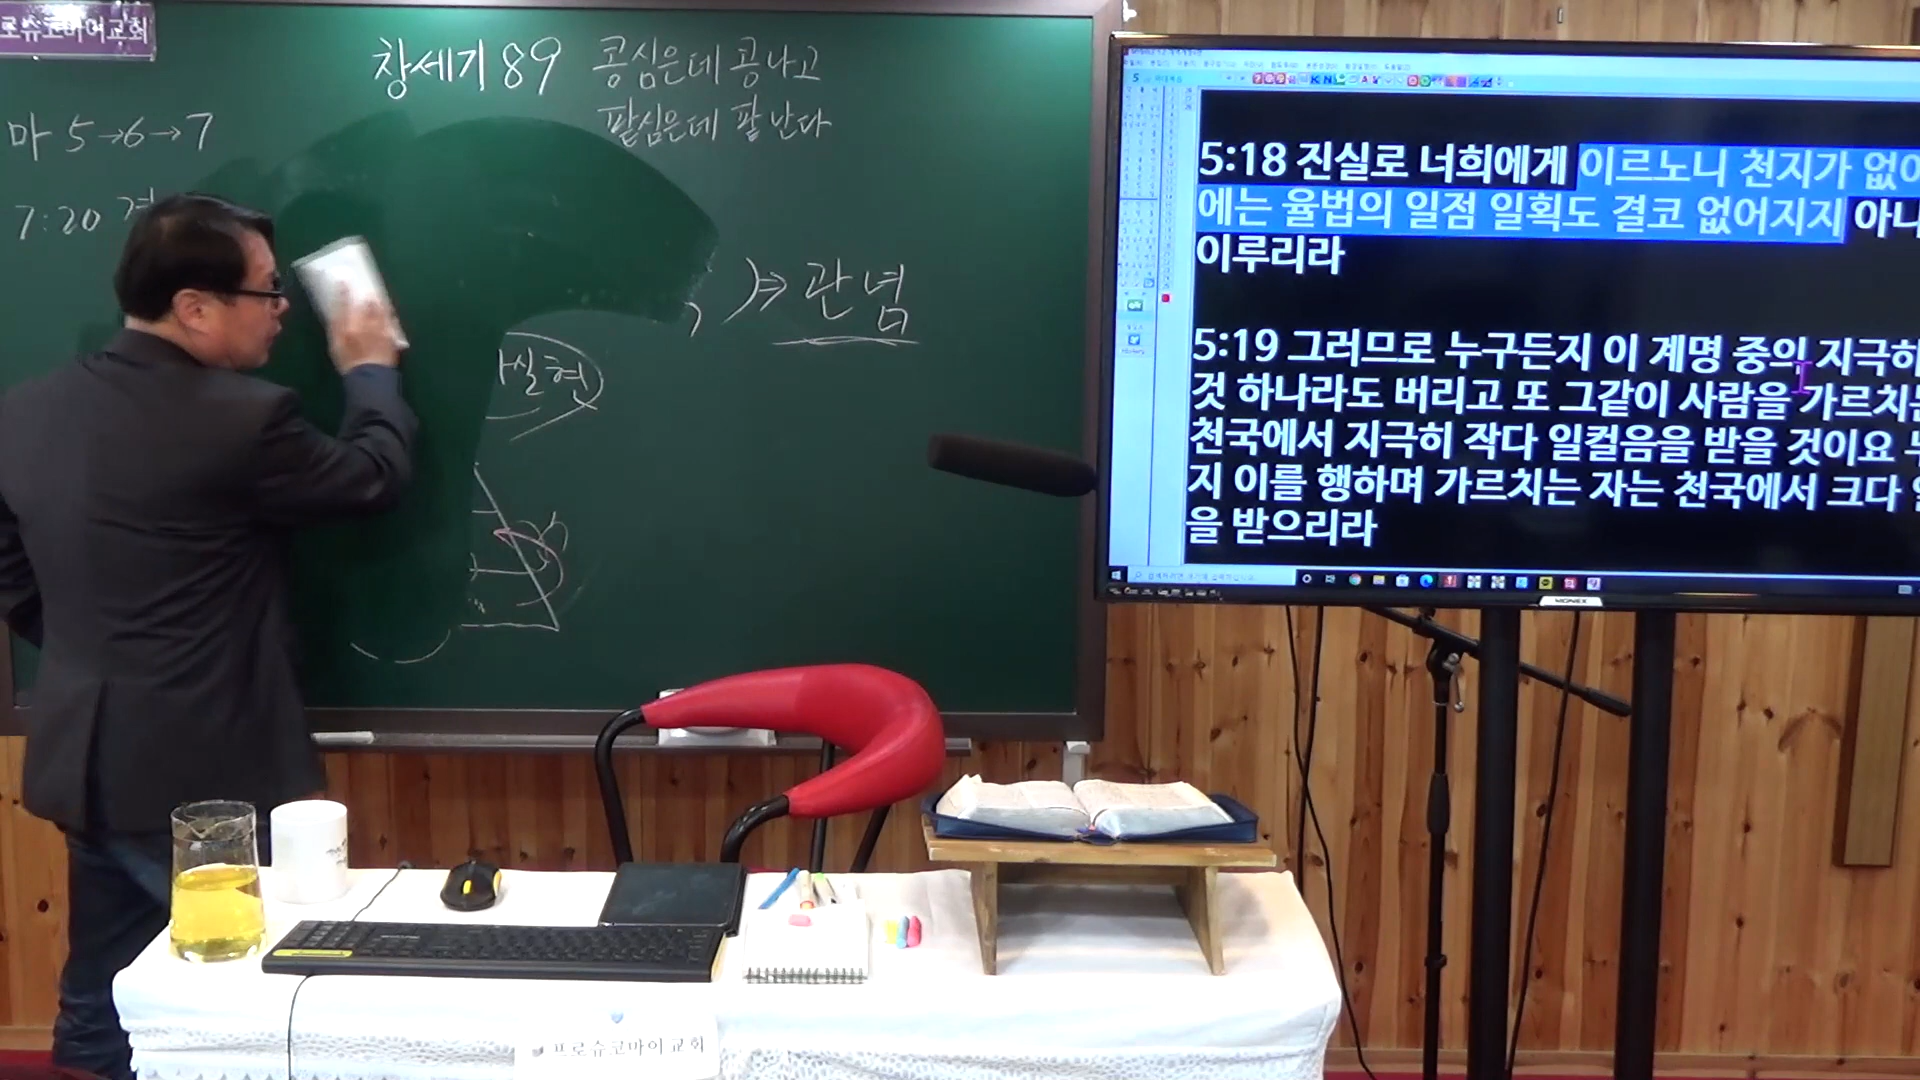 로슈코마이교회
창세기 89 콩심은데 콩나고
팥심은데 팥난다
마 5→6→7
7:20
실현
⇒ 관념
5:18 진실로 너희에게 이르노니 천지가 없어
에는 율법의 일점 일획도 결코 없어지지 아니
이루리라
5:19 그러므로 누구든지 이 계명 중의 지극히
것 하나라도 버리고 또 그같이 사람을 가르치는
천국에서 지극히 작다 일컬음을 받을 것이요 누
지 이를 행하며 가르치는 자는 천국에서 크다 일
을 받으리라
프로슈코마이교회